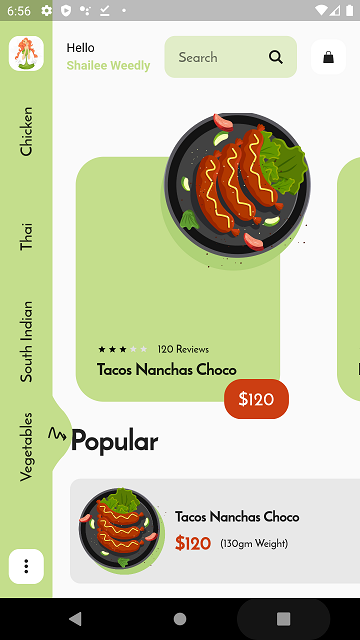 6:56
Hello
Shailee Weedly
Search
Chicken
Thai
South Indian
Vegetables
120 Reviews
Tacos Nanchas Choco
$120
Popular
Tacos Nanchas Choco
$120 (130gm Weight)